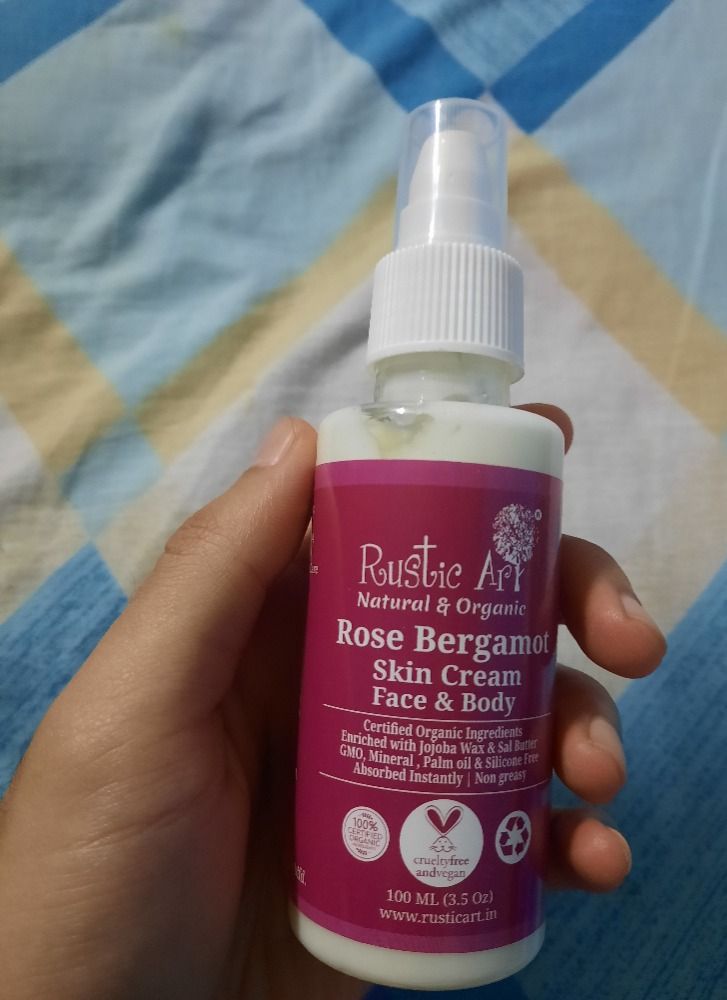 Rustic Art
Natural & Organic
Rose Bergamot
Skin Cream
Face & Body
Certified Organic Ingredients
Enriched with Jojoba Wax & Sal Butter
GMO, Mineral , Palm oil & Silicone Free
Absorbed Instantly | Non greasy
100%
CERTIFIED
ORGANIC
crueltyfree
andvegan
100 ML (3.5 Oz)
www.rusticart.in